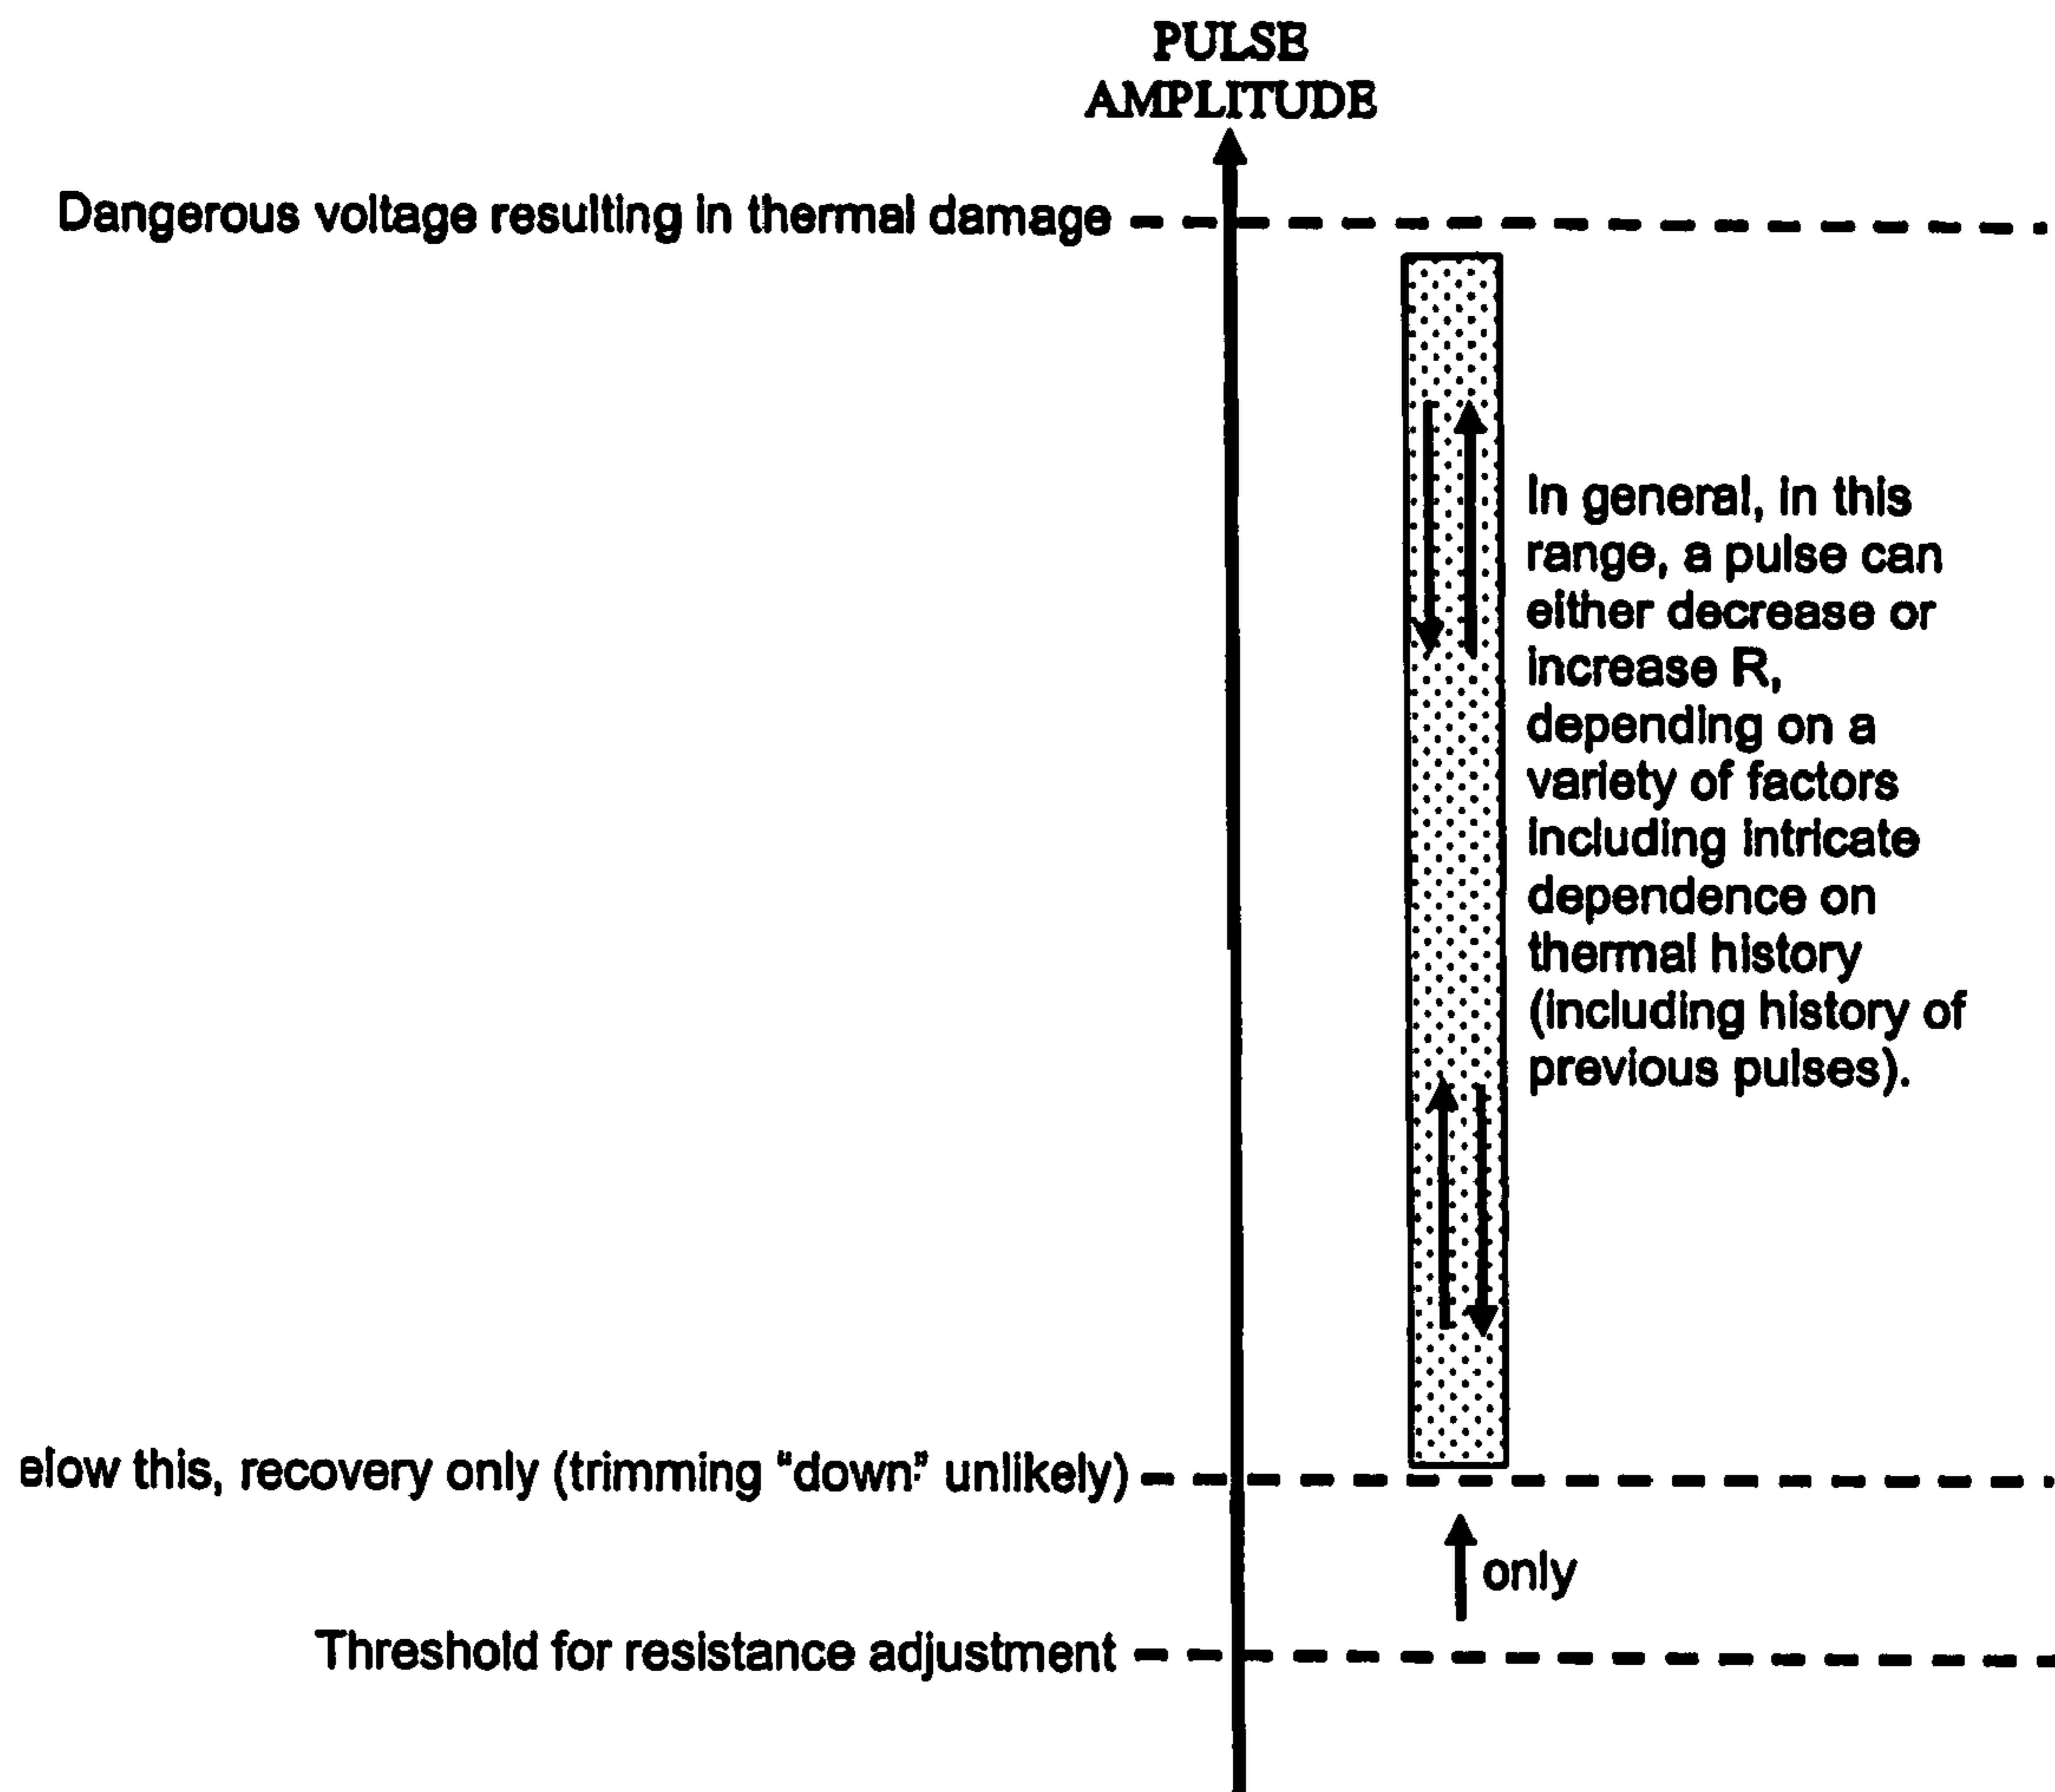 PULSE
AMPLITUDE
Dangerous voltage resulting in thermal damage
In general, in this
range, a pulse can
either decrease or
increase R,
depending on a
variety of factors
including intricate
dependence on
thermal history
(including history of
previous pulses).
elow this, recovery only (trimming “down” unlikely)
only
Threshold for resistance adjustment